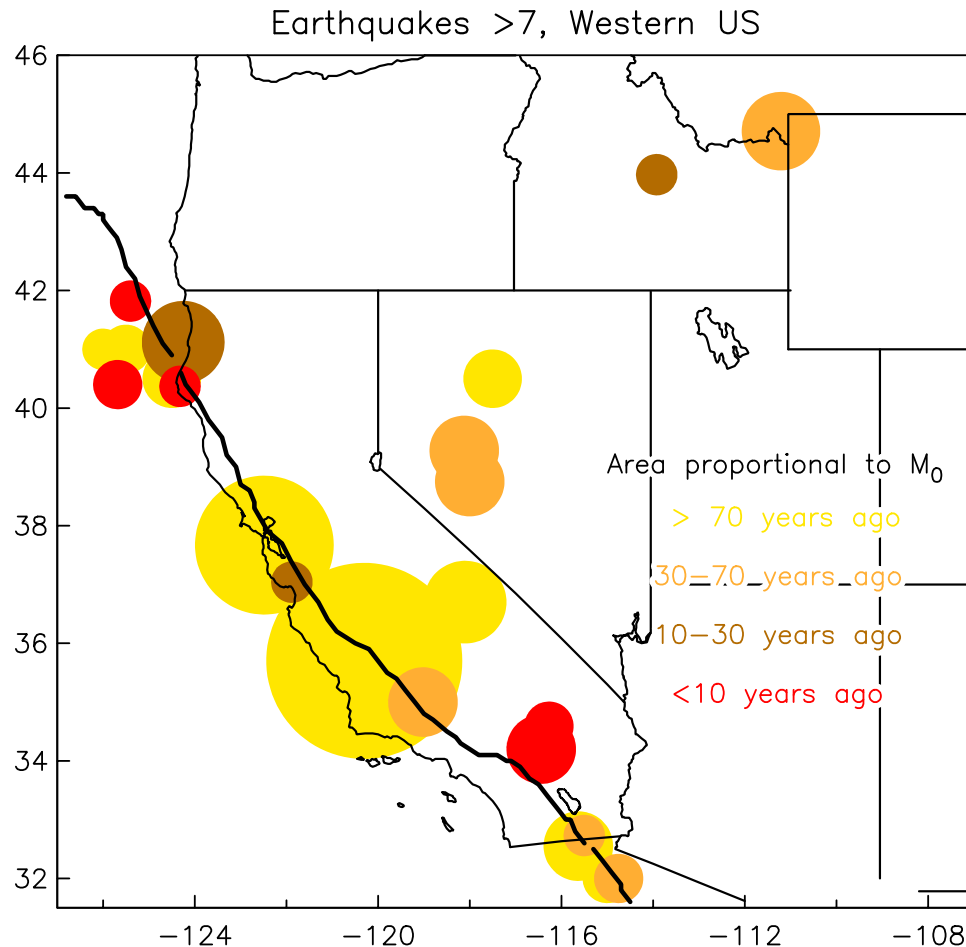 Earthquakes >7, Western US
46
44
42
40
38
36
34
32
Area proportional to M₀
> 70 years ago
30–70 years ago
10–30 years ago
<10 years ago
−124
−120
−116
−112
−108